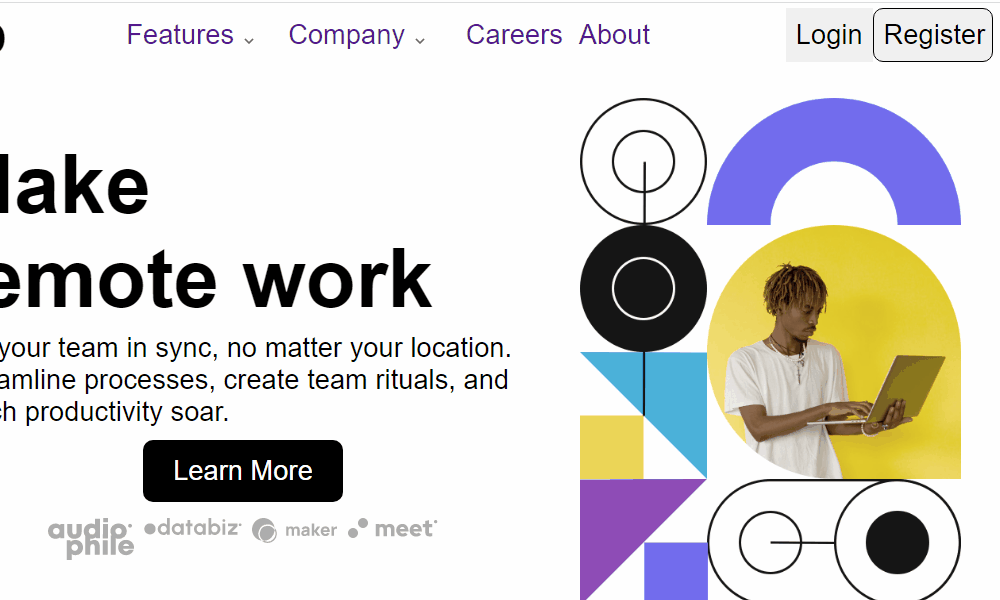 Features Company Careers About Login Register
lake
emote work
your team in sync, no matter your location.
amline processes, create team rituals, and
ch productivity soar.
Learn More
audiophile databiz maker meet